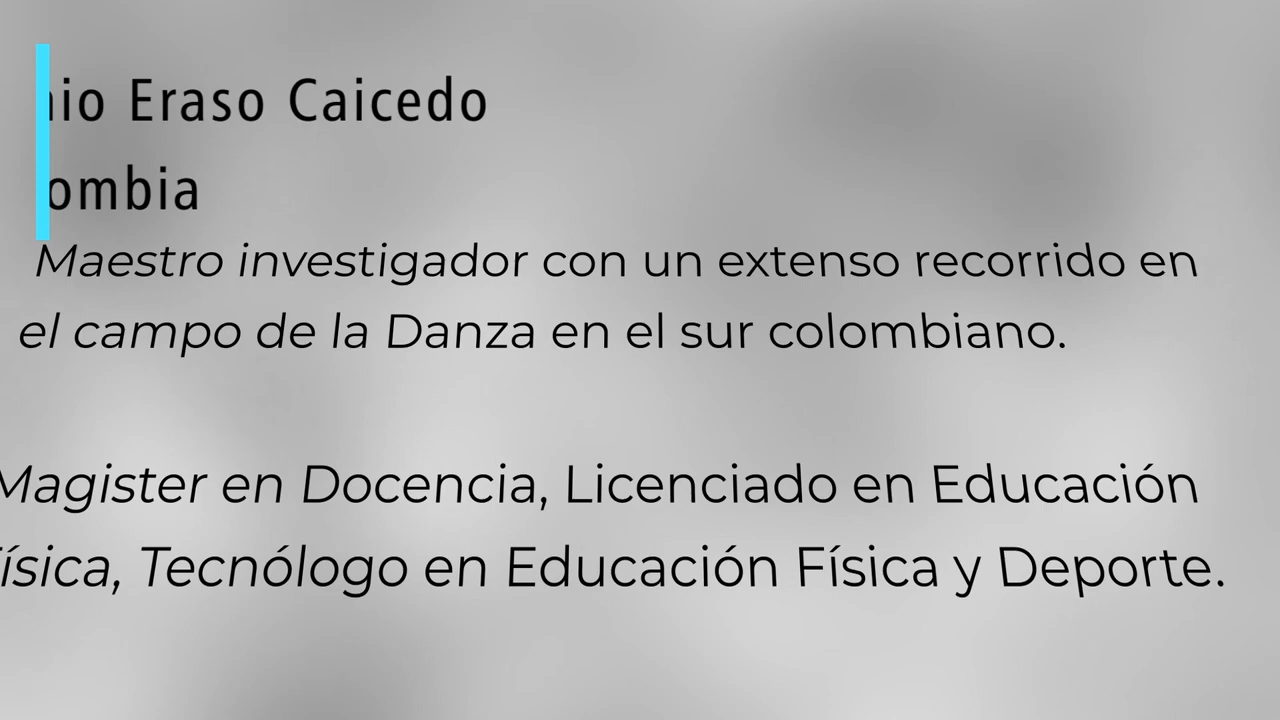 Eraso Caicedo
ombia
Maestro investigador con un extenso recorrido en
el campo de la Danza en el sur colombiano.
Magister en Docencia, Licenciado en Educación
ísica, Tecnólogo en Educación Física y Deporte.